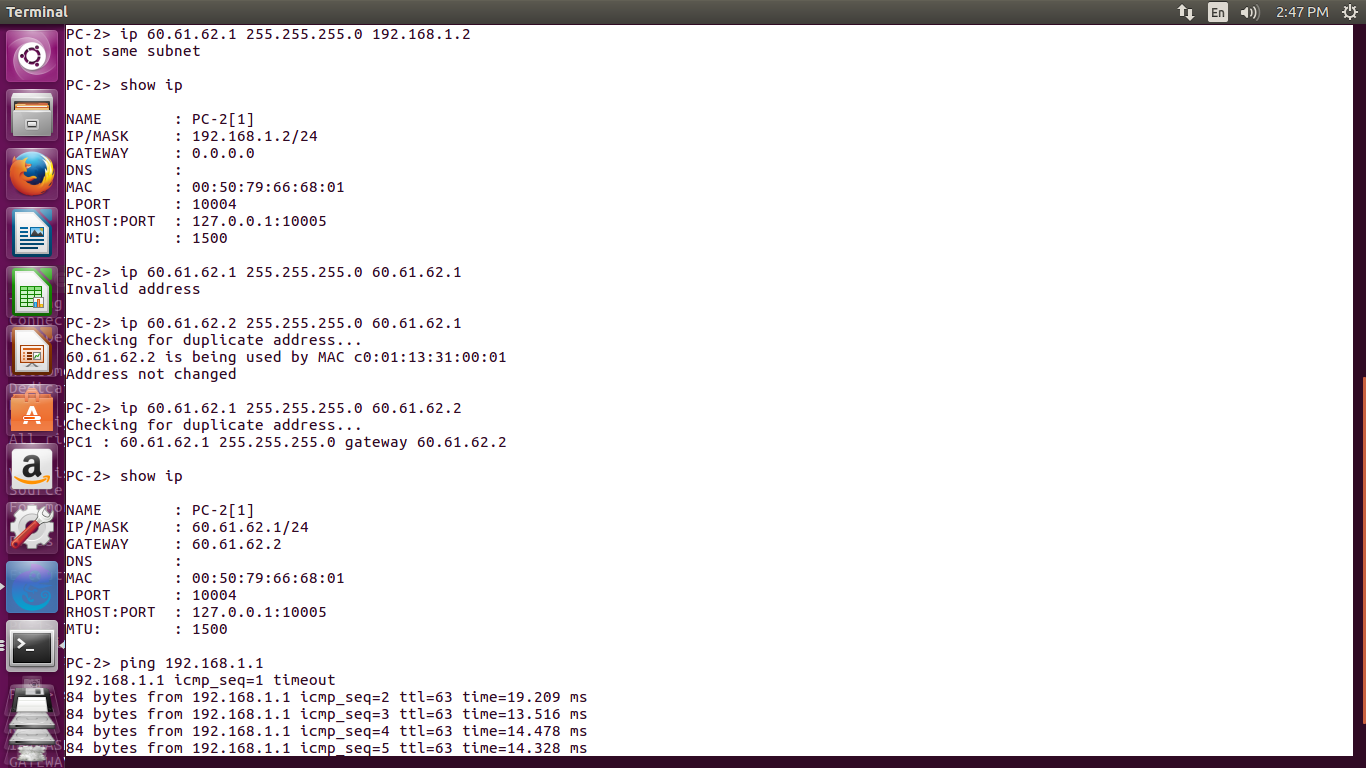 Terminal
En
2:47 PM
PC-2> ip 60.61.62.1 255.255.255.0 192.168.1.2
not same subnet
PC-2> show ip
NAME : PC-2[1]
IP/MASK : 192.168.1.2/24
GATEWAY : 0.0.0.0
DNS :
MAC : 00:50:79:66:68:01
LPORT : 10004
RHOST:PORT : 127.0.0.1:10005
MTU: : 1500
PC-2> ip 60.61.62.1 255.255.255.0 60.61.62.1
Invalid address
PC-2> ip 60.61.62.2 255.255.255.0 60.61.62.1
Checking for duplicate address...
60.61.62.2 is being used by MAC c0:01:13:31:00:01
Address not changed
PC-2> ip 60.61.62.1 255.255.255.0 60.61.62.2
Checking for duplicate address...
PC1 : 60.61.62.1 255.255.255.0 gateway 60.61.62.2
PC-2> show ip
NAME : PC-2[1]
IP/MASK : 60.61.62.1/24
GATEWAY : 60.61.62.2
DNS :
MAC : 00:50:79:66:68:01
LPORT : 10004
RHOST:PORT : 127.0.0.1:10005
MTU: : 1500
PC-2> ping 192.168.1.1
192.168.1.1 icmp_seq=1 timeout
84 bytes from 192.168.1.1 icmp_seq=2 ttl=63 time=19.209 ms
84 bytes from 192.168.1.1 icmp_seq=3 ttl=63 time=13.516 ms
84 bytes from 192.168.1.1 icmp_seq=4 ttl=63 time=14.478 ms
84 bytes from 192.168.1.1 icmp_seq=5 ttl=63 time=14.328 ms